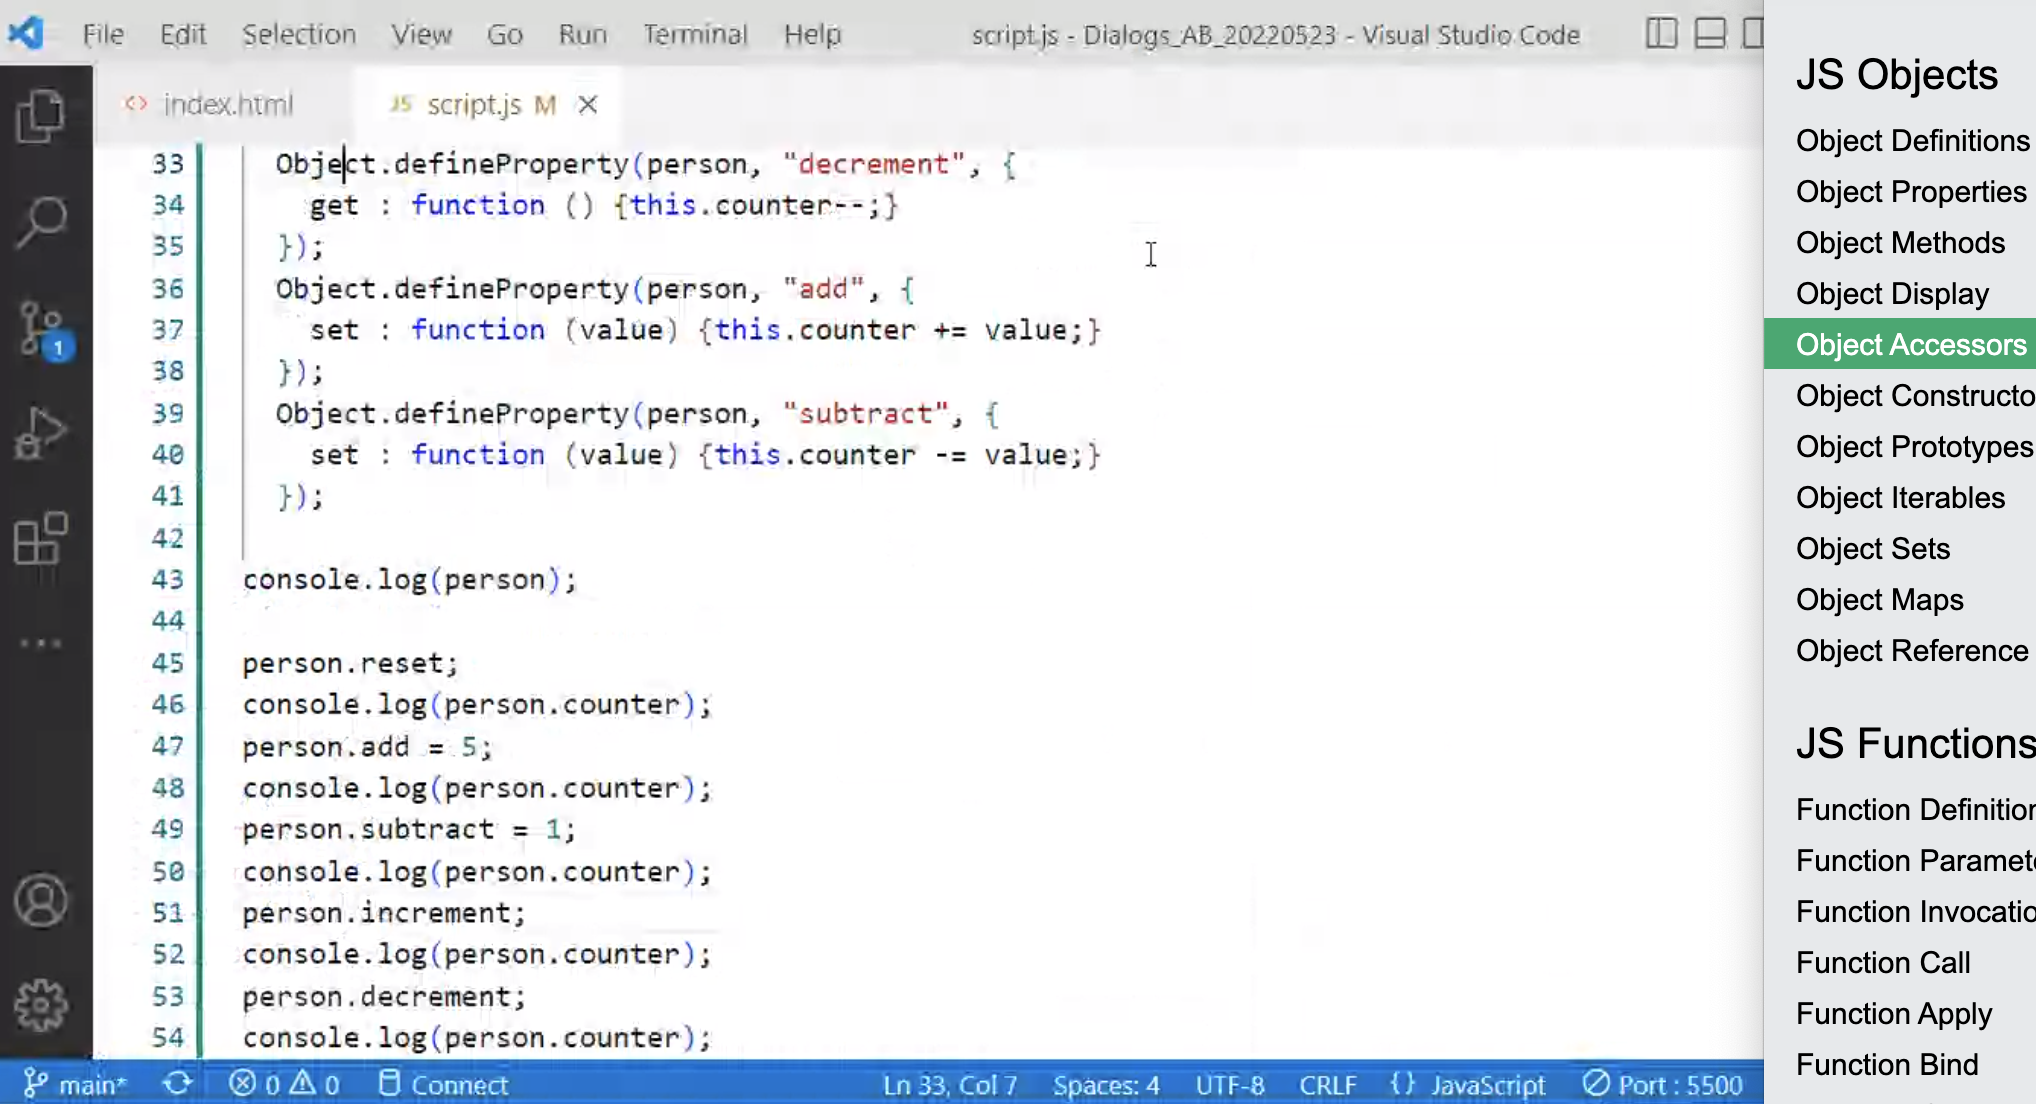 File Edit Selection View Go Run Terminal Help script.js - Dialogs_AB_20220523 - Visual Studio Code
<> index.html JS script.js M ×
33 Object.defineProperty(person, "decrement", {
34 get : function () {this.counter--;}
35 });
36 Object.defineProperty(person, "add", {
37 set : function (value) {this.counter += value;}
38 });
39 Object.defineProperty(person, "subtract", {
40 set : function (value) {this.counter -= value;}
41 });
42
43 console.log(person);
44
45 person.reset;
46 console.log(person.counter);
47 person.add = 5;
48 console.log(person.counter);
49 person.subtract = 1;
50 console.log(person.counter);
51 person.increment;
52 console.log(person.counter);
53 person.decrement;
54 console.log(person.counter);
1
main* 0 0 Connect Ln 33, Col 7 Spaces: 4 UTF-8 CRLF {} JavaScript Port : 5500
JS Objects
Object Definitions
Object Properties
Object Methods
Object Display
Object Accessors
Object Constructo
Object Prototypes
Object Iterables
Object Sets
Object Maps
Object Reference
JS Functions
Function Definition
Function Paramete
Function Invocatio
Function Call
Function Apply
Function Bind